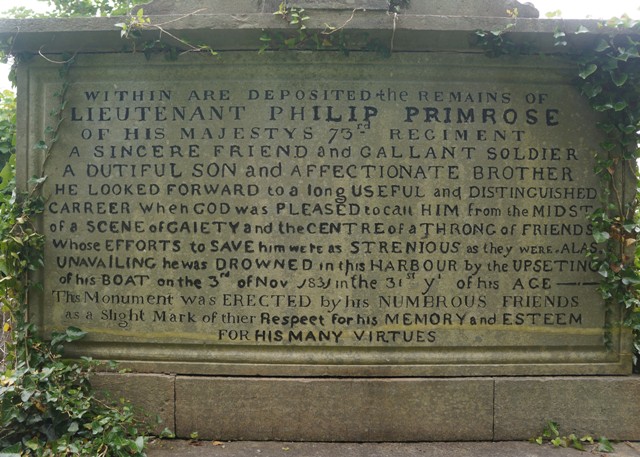 WITHIN ARE DEPOSITED the REMAINS OF
LIEUTENANT PHILIP PRIMROSE
OF HIS MAJESTYS 73rd REGIMENT
A SINCERE FRIEND and GALLANT SOLDIER
A DUTIFUL SON and AFFECTIONATE BROTHER
HE LOOKED FORWARD to a long USEFUL and DISTINGUISHED
CARREER when GOD was PLEASED to call HIM from the MIDST
of a SCENE of GAIETY and the CENTRE of a THRONG of FRIENDS
whose EFFORTS to SAVE him were as STRENIOUS as they WERE, ALAS,
UNAVAILING he was DROWNED in this HARBOUR by the UPSETING
of his BOAT on the 3rd of Nov 1831 in the 31st yr of his AGE —
This Monument was ERECTED by his NUMBROUS FRIENDS
as a Slight Mark of thier Respect for his MEMORY and ESTEEM
FOR HIS MANY VIRTUES